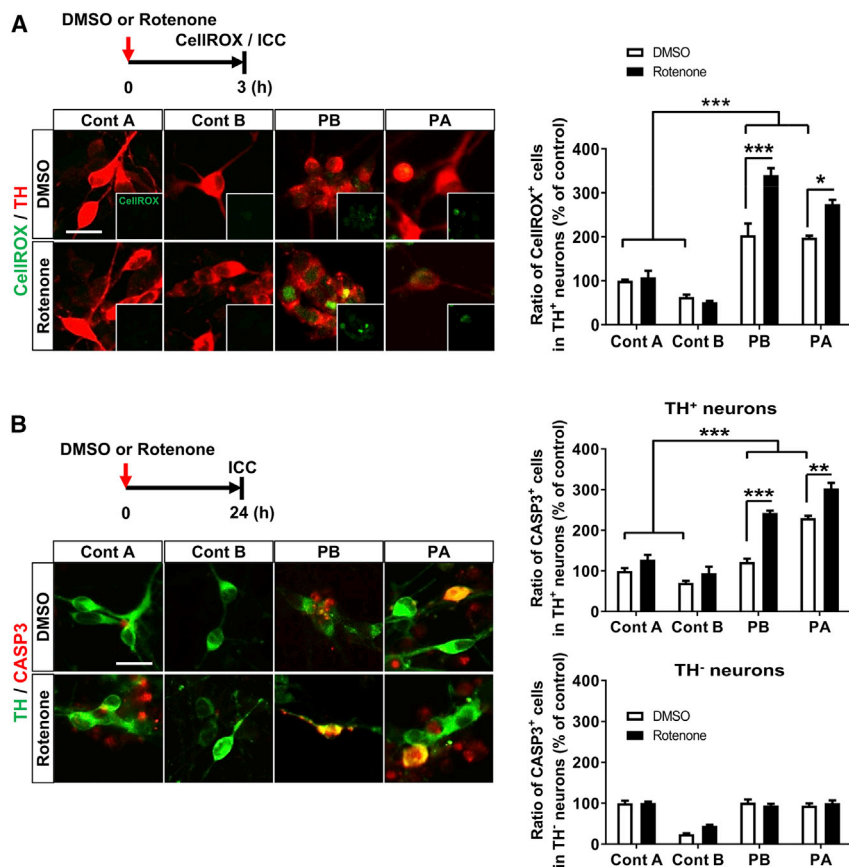 A
DMSO or Rotenone
CellROX / ICC
0
3 (h)
Cont A
Cont B
PB
PA
CellROX / TH
DMSO
CellROX
Rotenone
DMSO
Rotenone
Ratio of CellROX⁺ cells
in TH⁺ neurons (% of control)
400
300
200
100
0
***
***
*
Cont A
Cont B
PB
PA
B
DMSO or Rotenone
ICC
0
24 (h)
Cont A
Cont B
PB
PA
TH / CASP3
DMSO
Rotenone
TH⁺ neurons
Ratio of CASP3⁺ cells
in TH⁺ neurons (% of control)
400
300
200
100
0
***
***
**
Cont A
Cont B
PB
PA
TH⁻ neurons
DMSO
Rotenone
Ratio of CASP3⁺ cells
in TH⁻ neurons (% of control)
400
300
200
100
0
Cont A
Cont B
PB
PA